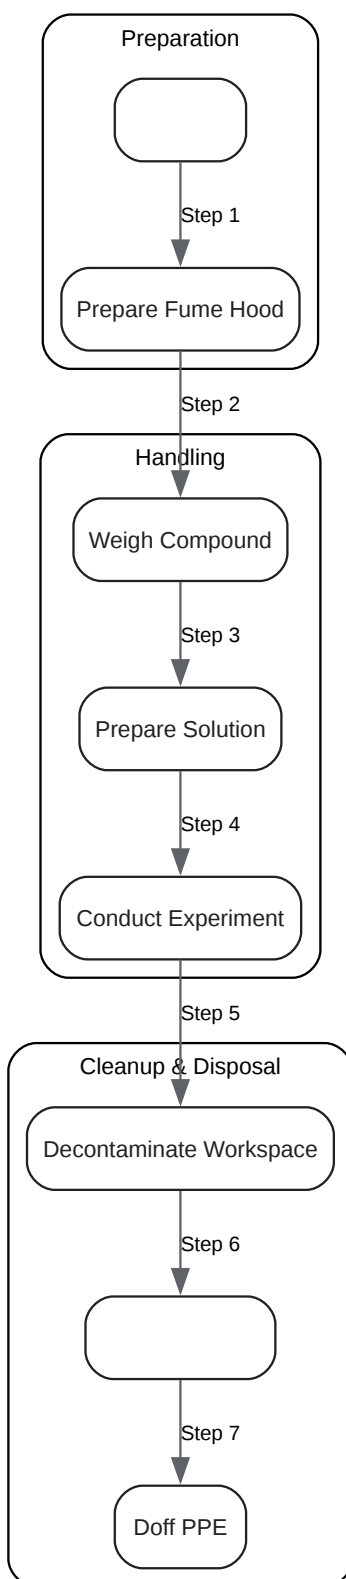 Preparation
Step 1
Prepare Fume Hood
Step 2
Handling
Weigh Compound
Step 3
Prepare Solution
Step 4
Conduct Experiment
Step 5
Cleanup & Disposal
Decontaminate Workspace
Step 6
Step 7
Doff PPE